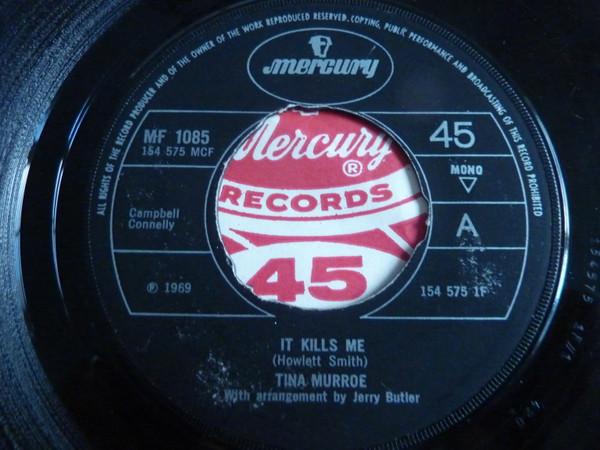 ALL RIGHTS OF THE RECORD PRODUCER AND OF THE OWNER OF THE WORK REPRODUCED RESERVED. COPYING, PUBLIC PERFORMANCE AND BROADCASTING OF THIS RECORD PROHIBITED
mercury
MF 1085
154 575 MCF
45
MONO
Mercury
®
RECORDS
45
Campbell
Connelly
A
℗ 1969
154 575 1F
IT KILLS ME
(Howlett Smith)
TINA MURROE
With arrangement by Jerry Butler